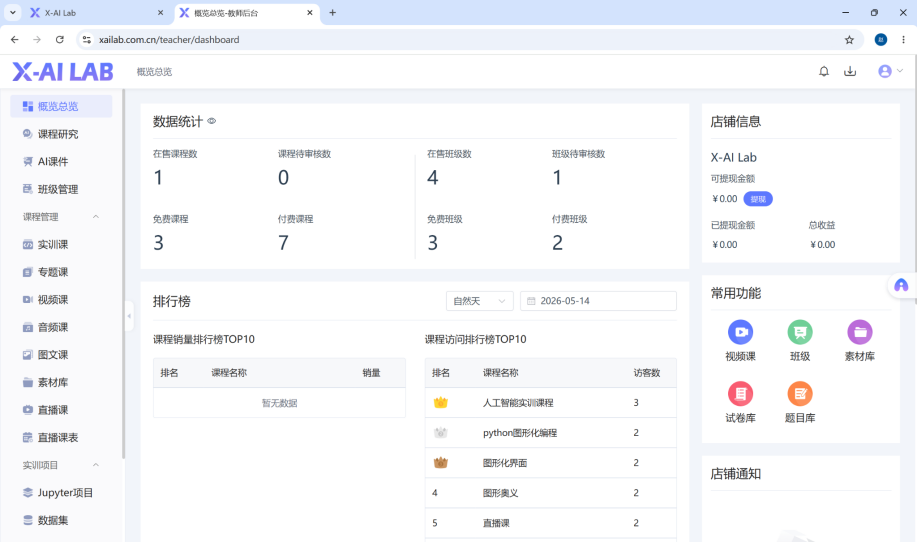 X-AI Lab
概览总览-教师后台
xailab.com.cn/teacher/dashboard
X-AI LAB
概览总览
概览总览
课程研究
AI课件
班级管理
课程管理
实训课
专题课
视频课
音频课
图文课
素材库
直播课
直播课表
实训项目
Jupyter项目
数据集
数据统计
在售课程数 课程待审核数 在售班级数 班级待审核数
1 0 4 1
免费课程 付费课程 免费班级 付费班级
3 7 3 2
排行榜
自然天 2026-05-14
课程销量排行榜TOP10
排名 课程名称 销量
暂无数据
课程访问排行榜TOP10
排名 课程名称 访客数
人工智能实训课程 3
python图形化编程 2
图形化界面 2
4 图形奥义 2
5 直播课 2
店铺信息
X-AI Lab
可提现金额
¥0.00 提现
已提现金额 总收益
¥0.00 ¥0.00
常用功能
视频课 班级 素材库
试卷库 题目库
店铺通知